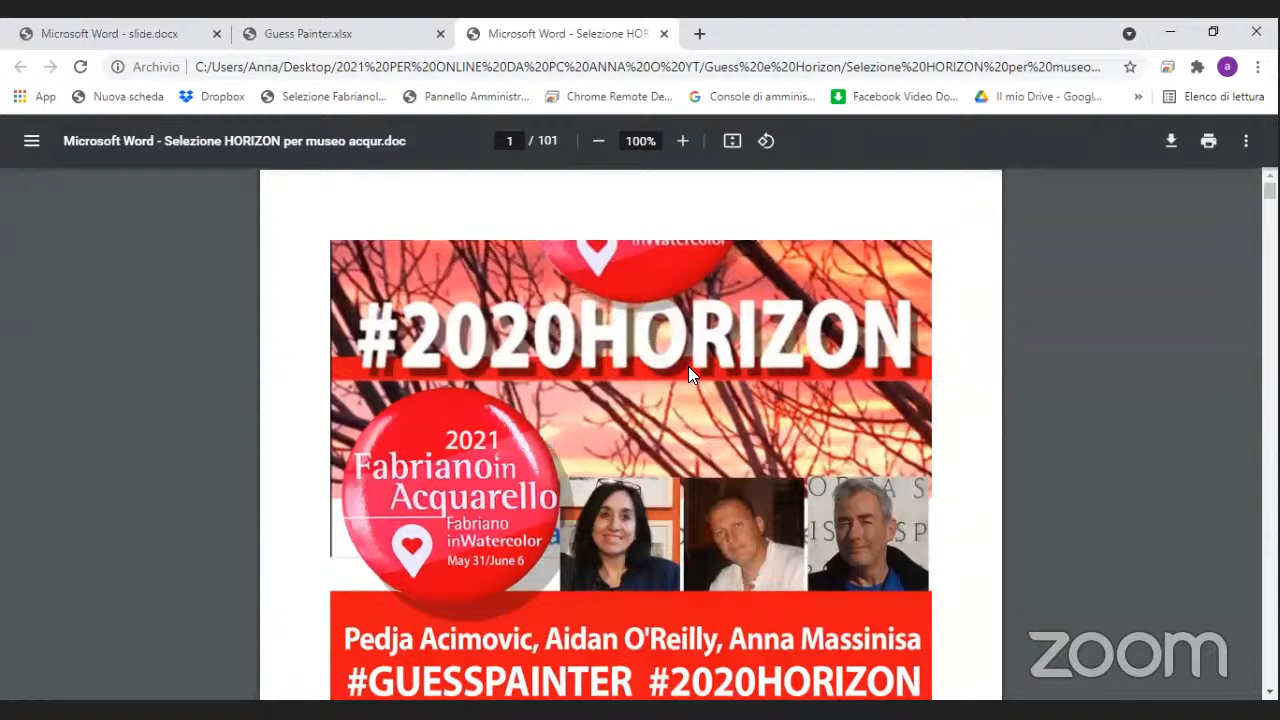 Microsoft Word - slide.docx
Guess Painter.xlsx
Microsoft Word - Selezione HOR
Archivio
C:/Users/Anna/Desktop/2021%20PER%20ONLINE%20DA%20PC%20ANNA%20O%20YT/Guess%20e%20Horizon/Selezione%20HORIZON%20per%20museo...
a
App
Nuova scheda
Dropbox
Selezione Fabrianol...
Pannello Amministr...
Chrome Remote De...
Console di amminis...
Facebook Video Do...
Il mio Drive - Googl...
»
Elenco di lettura
Microsoft Word - Selezione HORIZON per museo acqur.doc
1 / 101
100%
inWatercolor
#2020HORIZON
2021
Fabrianoin
Acquarello
Fabriano
inWatercolor
May 31/June 6
Pedja Acimovic, Aidan O'Reilly, Anna Massinisa
#GUESSPAINTER #2020HORIZON
zoom